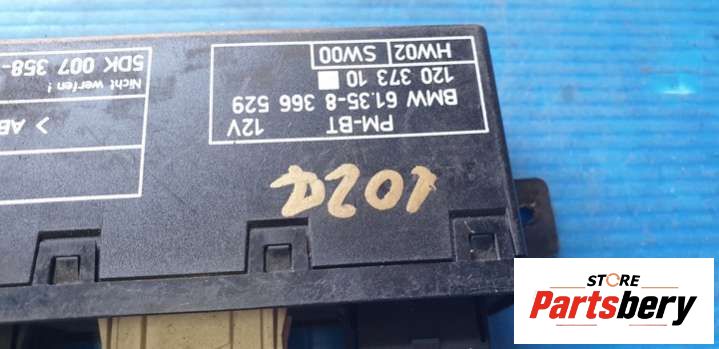 PM-BT 12V
BMW 61.35-8 366 529
120 373 10
HW02 SW00
> AB
Nicht werfen !
5DK 007 358-
STORE
Partsbery